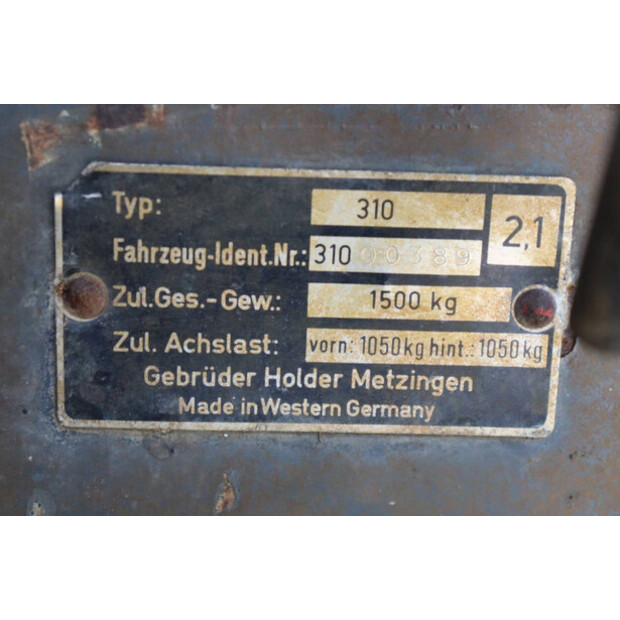 Typ: 310 2,1
Fahrzeug-Ident.Nr.: 310 00389
Zul.Ges.-Gew.: 1500 kg
Zul. Achslast: vorn: 1050kg hint.: 1050kg
Gebrüder Holder Metzingen
Made in Western Germany